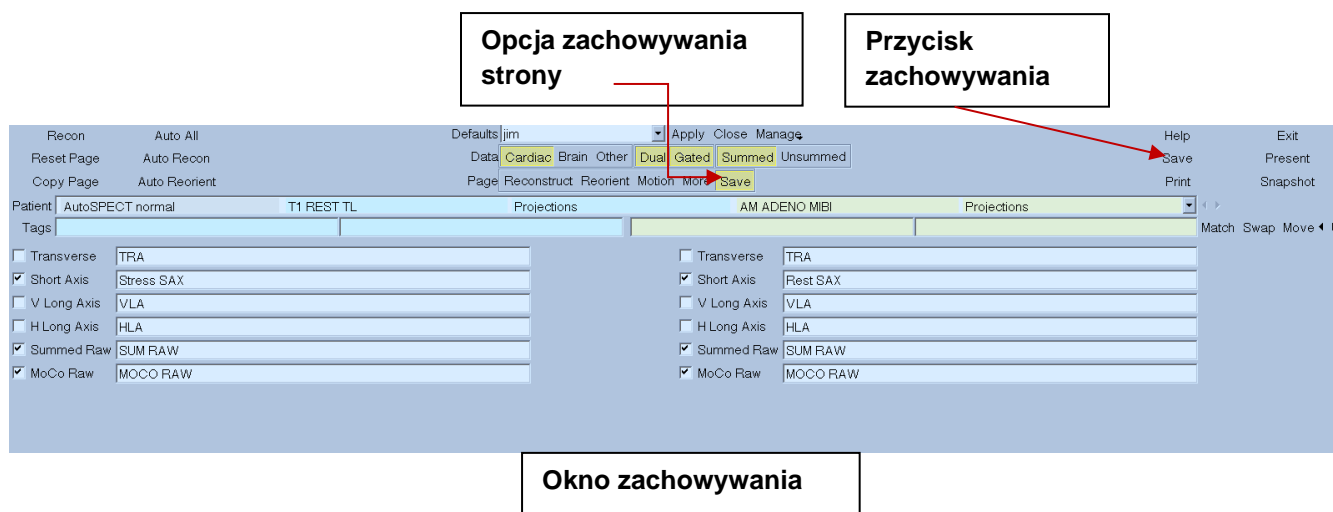 Opcja zachowywania
strony
Przycisk
zachowywania
Recon Auto All Defaults jim Apply Close Manage Help Exit
Reset Page Auto Recon Data Cardiac Brain Other Dual Gated Summed Unsummed Save Present
Copy Page Auto Reorient Page Reconstruct Reorient Motion More Save Print Snapshot
Patient AutoSPECT normal T1 REST TL Projections AM ADENO MIBI Projections
Tags Match Swap Move
Transverse TRA Transverse TRA
Short Axis Stress SAX Short Axis Rest SAX
V Long Axis VLA V Long Axis VLA
H Long Axis HLA H Long Axis HLA
Summed Raw SUM RAW Summed Raw SUM RAW
MoCo Raw MOCO RAW MoCo Raw MOCO RAW
Okno zachowywania